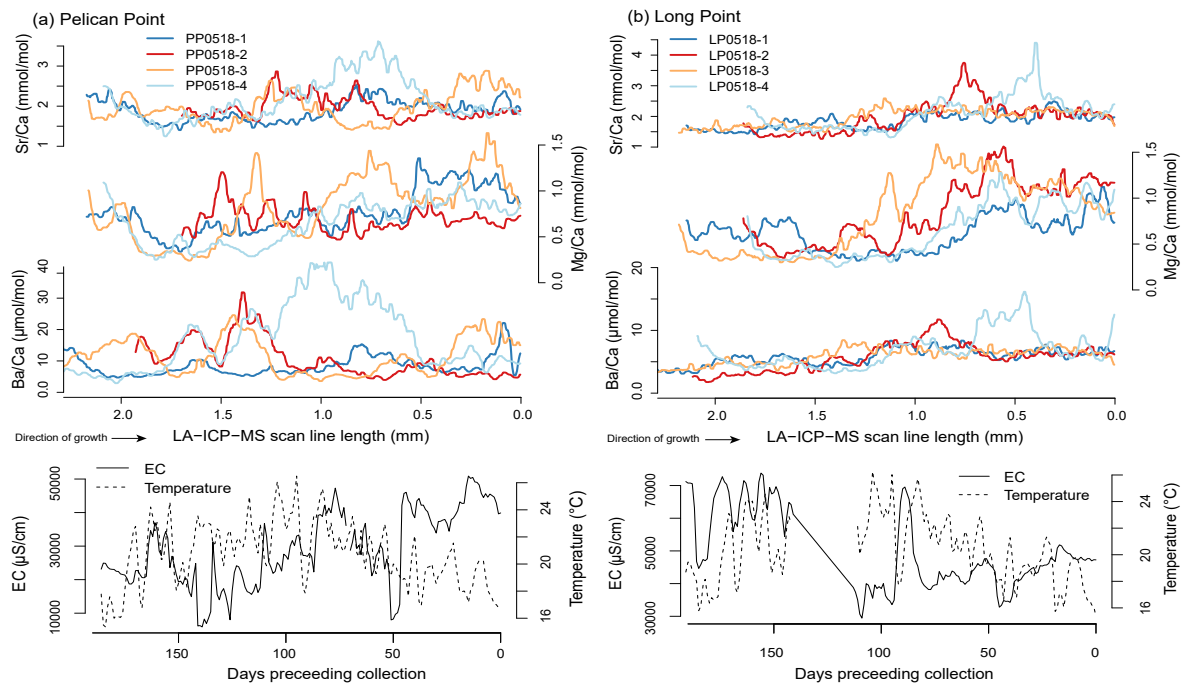 (a) Pelican Point
PP0518-1
PP0518-2
PP0518-3
PP0518-4
Sr/Ca (mmol/mol)
3
2
1
Mg/Ca (mmol/mol)
1.5
1.0
0.5
0.0
Ba/Ca (µmol/mol)
40
30
20
10
0.0
2.0
1.5
1.0
0.5
0.0
Direction of growth
LA−ICP−MS scan line length (mm)
EC
Temperature
EC (µS/cm)
50000
30000
10000
Temperature (°C)
24
22
20
18
16
150
100
50
0
Days preceeding collection
(b) Long Point
LP0518-1
LP0518-2
LP0518-3
LP0518-4
Sr/Ca (mmol/mol)
4
3
2
1
Mg/Ca (mmol/mol)
1.5
1.0
0.5
0.0
Ba/Ca (µmol/mol)
20
10
0.0
2.0
1.5
1.0
0.5
0.0
Direction of growth
LA−ICP−MS scan line length (mm)
EC
Temperature
EC (µS/cm)
70000
50000
30000
Temperature (°C)
24
22
20
18
16
150
100
50
0
Days preceeding collection